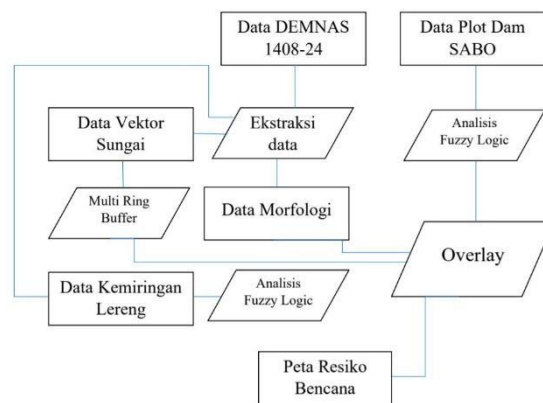 Data DEMNAS
1408-24
Data Plot Dam
SABO
Data Vektor
Sungai
Ekstraksi
data
Analisis
Fuzzy Logic
Multi Ring
Buffer
Data Morfologi
Overlay
Data Kemiringan
Lereng
Analisis
Fuzzy Logic
Peta Resiko
Bencana